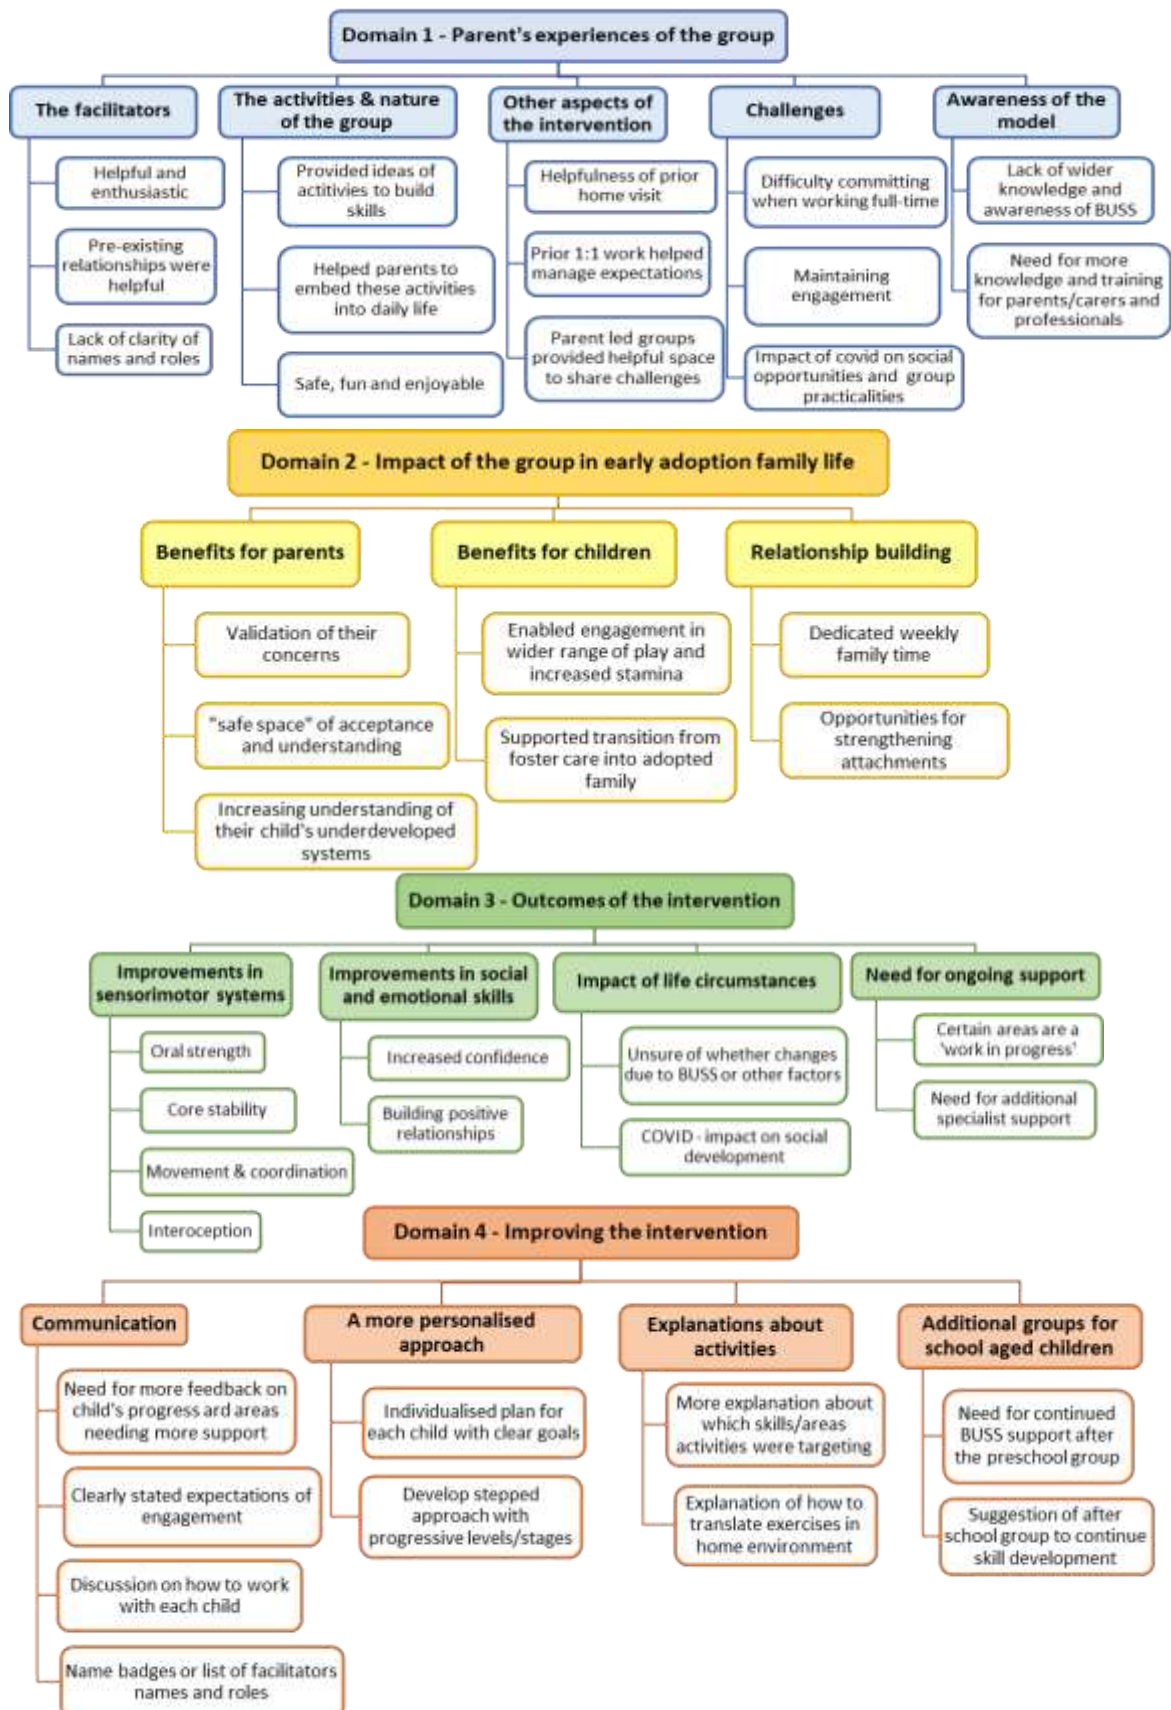 Domain 1 - Parent's experiences of the group
The facilitators
Helpful and
enthusiastic
Pre-existing
relationships were
helpful
Lack of clarity of
names and roles
The activities & nature
of the group
Provided ideas of
actitivies to build
skills
Helped parents to
embed these activities
into daily life
Safe, fun and enjoyable
Other aspects of
the intervention
Helpfulness of prior
home visit
Prior 1:1 work helped
manage expectations
Parent led groups
provided helpful space
to share challenges
Challenges
Difficulty committing
when working full-time
Maintaining
engagement
Impact of covid on social
opportunities and group
practicalities
Awareness of the
model
Lack of wider
knowledge and
awareness of BUSS
Need for more
knowledge and training
for parents/carers and
professionals
Domain 2 - Impact of the group in early adoption family life
Benefits for parents
Validation of their
concerns
"safe space" of acceptance
and understanding
Increasing understanding of
their child's underdeveloped
systems
Benefits for children
Enabled engagement in
wider range of play and
increased stamina
Supported transition from
foster care into adopted
family
Relationship building
Dedicated weekly
family time
Opportunities for
strengthening
attachments
Domain 3 - Outcomes of the intervention
Improvements in
sensorimotor systems
Oral strength
Core stability
Movement & coordination
Interoception
Improvements in social
and emotional skills
Increased confidence
Building positive
relationships
Impact of life circumstances
Unsure of whether changes
due to BUSS or other factors
COVID - impact on social
development
Need for ongoing support
Certain areas are a
'work in progress'
Need for additional
specialist support
Domain 4 - Improving the intervention
Communication
Need for more feedback on
child's progress ard areas
needing more support
Clearly stated expectations of
engagement
Discussion on how to work
with each child
Name badges or list of facilitators
names and roles
A more personalised
approach
Individualised plan for
each child with clear goals
Develop stepped
approach with
progressive levels/stages
Explanations about
activities
More explanation about
which skills/areas
activities were targeting
Explanation of how to
translate exercises in
home environment
Additional groups for
school aged children
Need for continued
BUSS support after
the preschool group
Suggestion of after
school group to continue
skill development